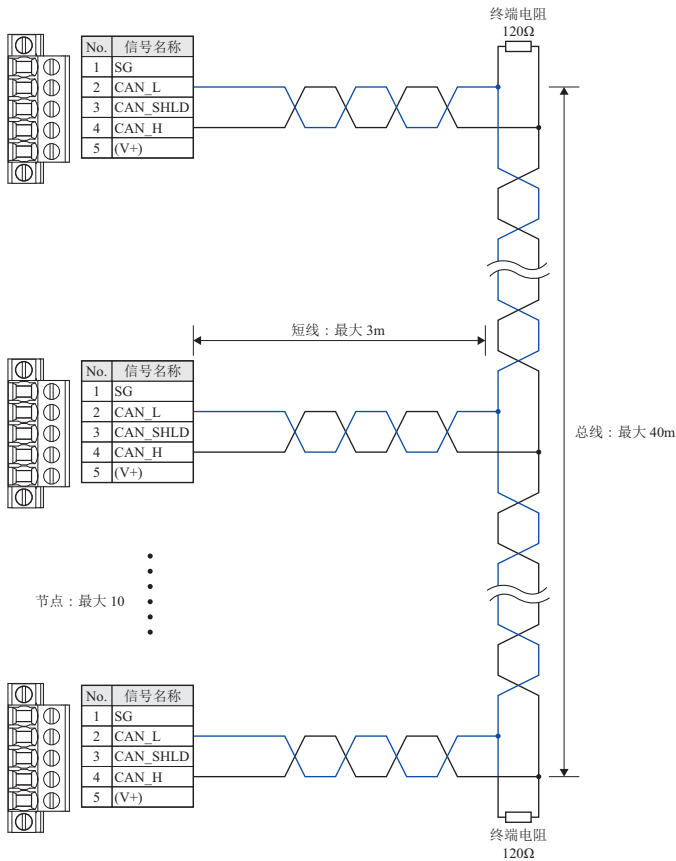 终端电阻
120Ω
No. 信号名称
1 SG
2 CAN_L
3 CAN_SHLD
4 CAN_H
5 (V+)
短线：最大 3m
No. 信号名称
1 SG
2 CAN_L
3 CAN_SHLD
4 CAN_H
5 (V+)
总线：最大 40m
节点：最大 10
No. 信号名称
1 SG
2 CAN_L
3 CAN_SHLD
4 CAN_H
5 (V+)
终端电阻
120Ω